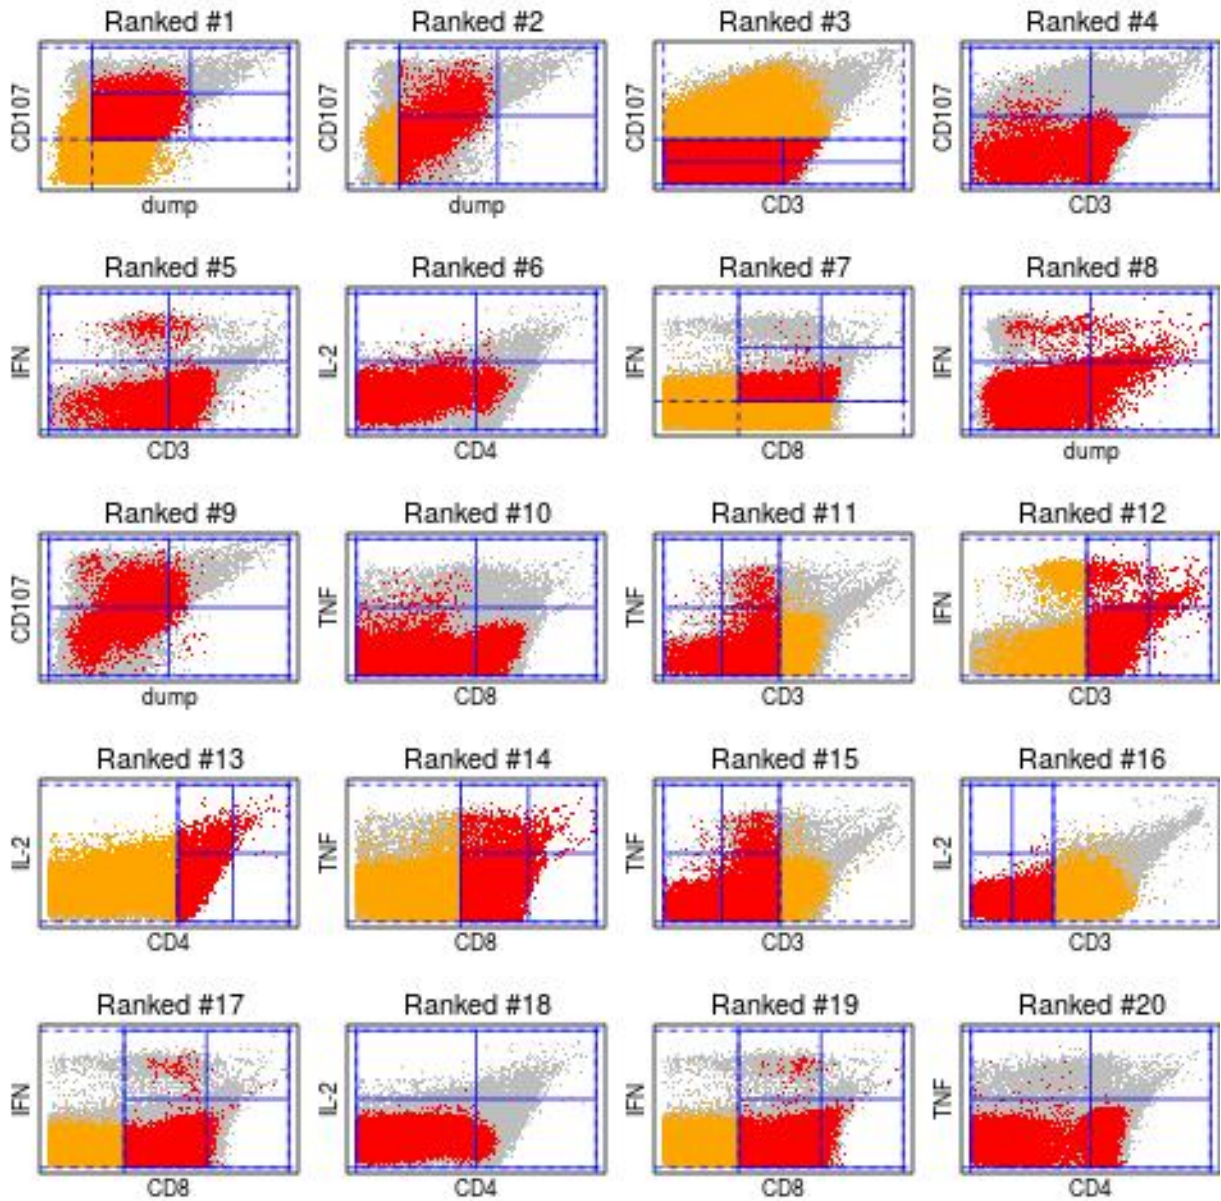 Ranked #1 Ranked #2 Ranked #3 Ranked #4
CD107 CD107 CD107 CD107
dump dump CD3 CD3
Ranked #5 Ranked #6 Ranked #7 Ranked #8
IFN IL-2 IFN IFN
CD3 CD4 CD8 dump
Ranked #9 Ranked #10 Ranked #11 Ranked #12
CD107 TNF TNF IFN
dump CD8 CD3 CD3
Ranked #13 Ranked #14 Ranked #15 Ranked #16
IL-2 TNF TNF IL-2
CD4 CD8 CD3 CD3
Ranked #17 Ranked #18 Ranked #19 Ranked #20
IFN IL-2 IFN TNF
CD8 CD4 CD8 CD4